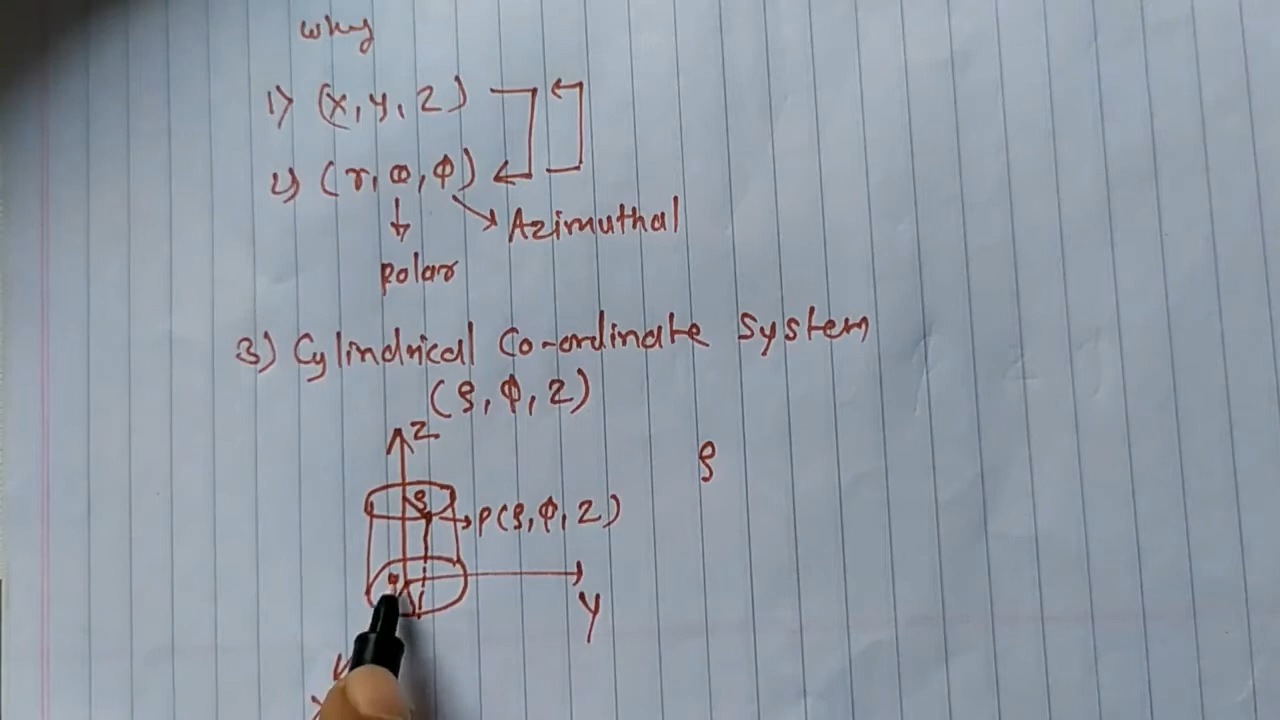 why
1) (x, y, z)
2) (r, θ, ϕ)
Azimuthal
polar
3) Cylindrical Co-ordinate System
(ρ, ϕ, z)
Z
ρ
ρ
P(ρ, ϕ, z)
Y